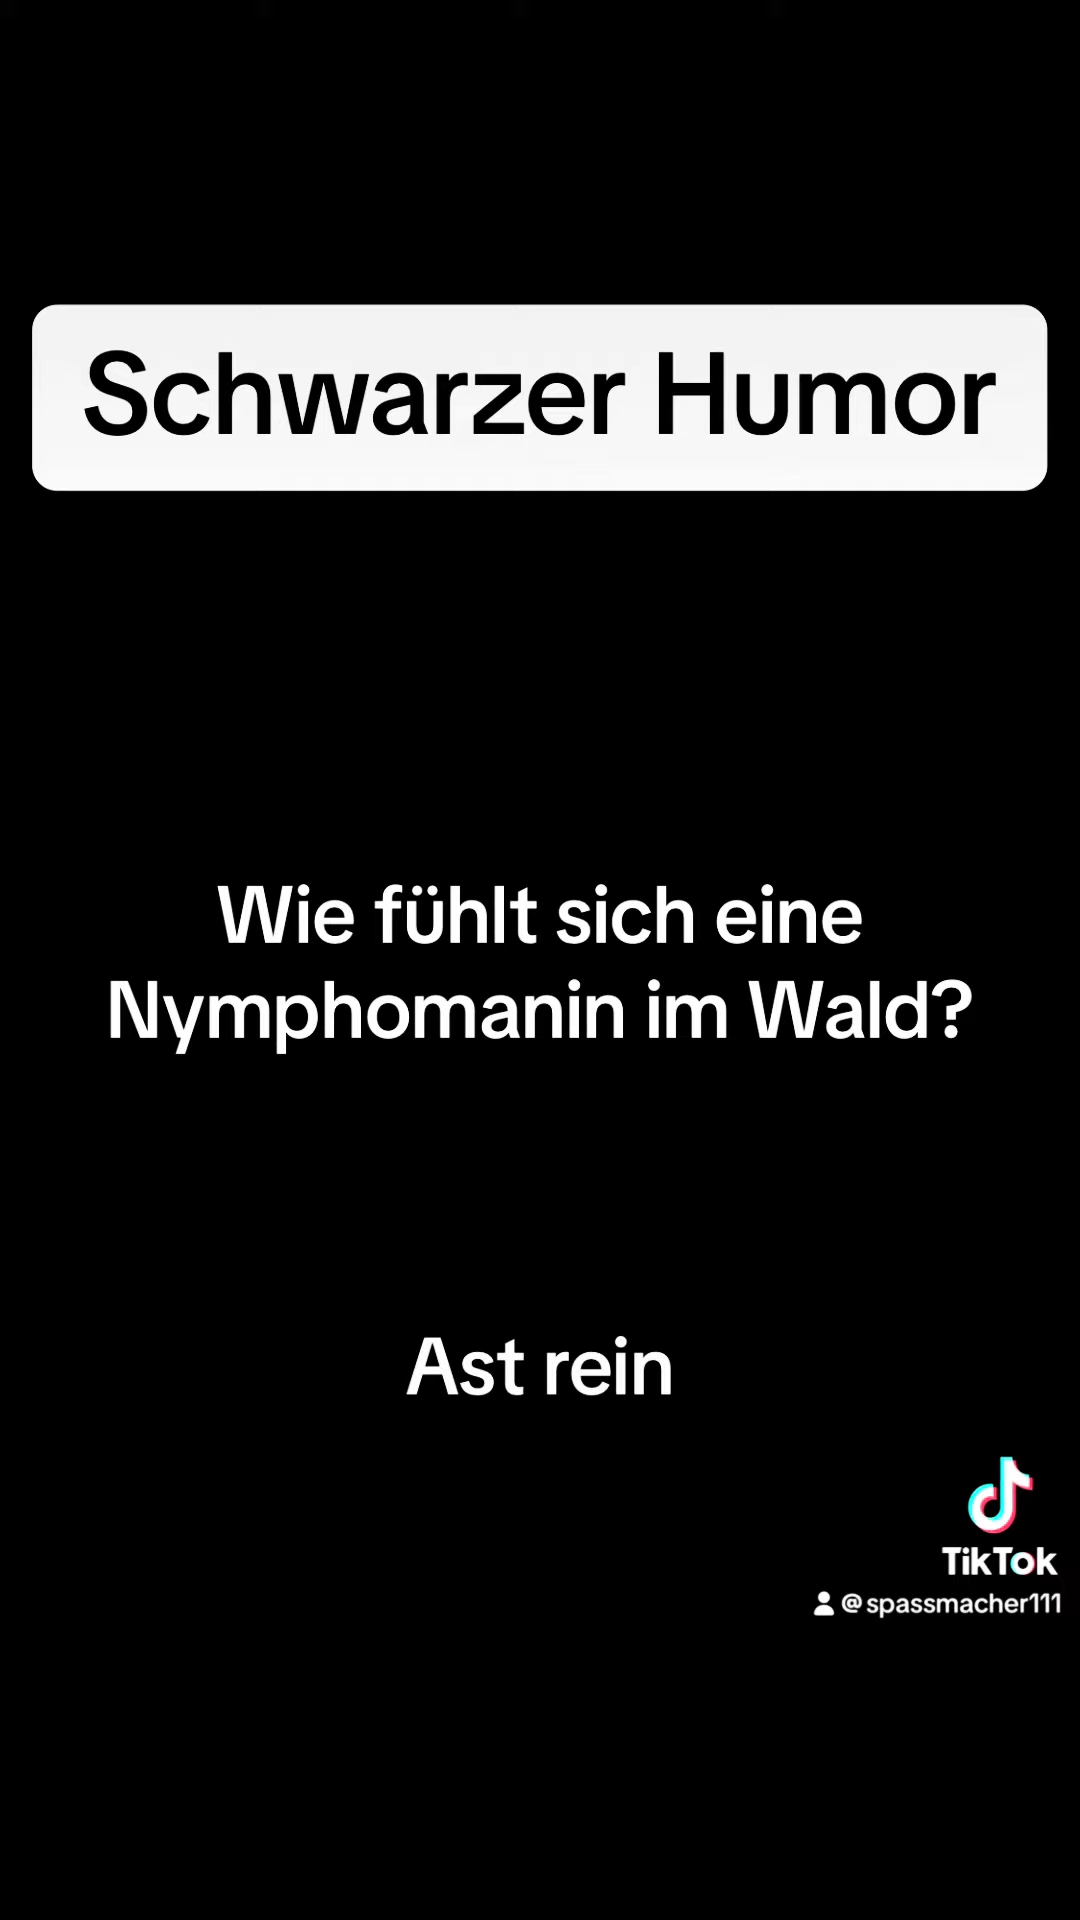 Schwarzer Humor
Wie fühlt sich eine
Nymphomanin im Wald?
Ast rein
TikTok
@spassmacher111